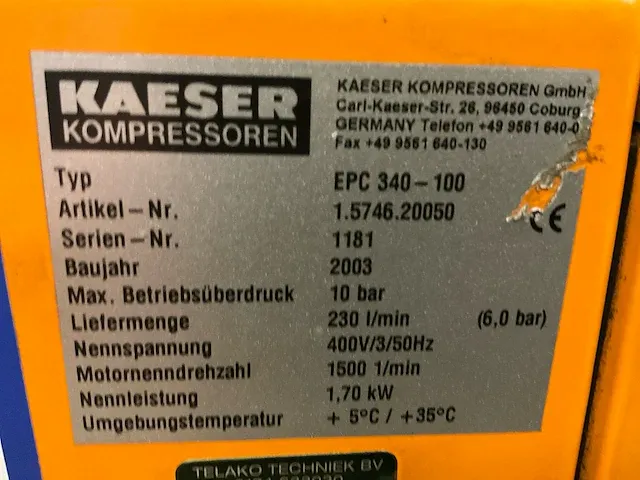 KAESER
KOMPRESSOREN
KAESER KOMPRESSOREN GmbH
Carl-Kaeser-Str. 26, 96450 Coburg
GERMANY Telefon +49 9561 640-0
Fax +49 9561 640-130
Typ EPC 340-100
Artikel-Nr. 1.5746.20050
Serien-Nr. 1181
Baujahr 2003
Max. Betriebsüberdruck 10 bar
Liefermenge 230 l/min (6,0 bar)
Nennspannung 400V/3/50Hz
Motornenndrehzahl 1500 1/min
Nennleistung 1,70 kW
Umgebungstemperatur + 5°C / +35°C
CE
TELAKO TECHNIEK BV